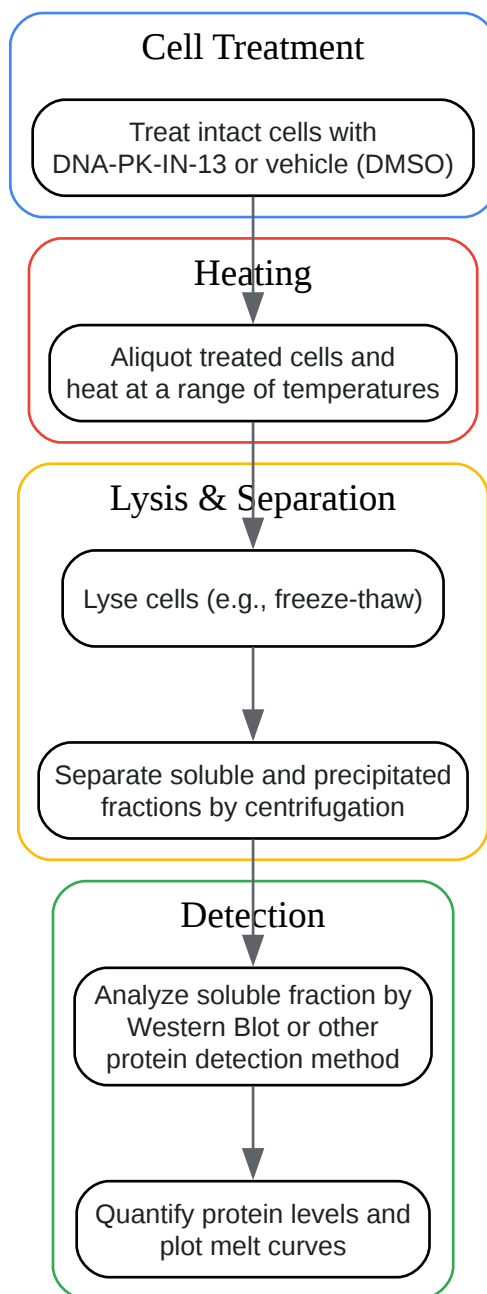 Cell Treatment
Treat intact cells with
DNA-PK-IN-13 or vehicle (DMSO)
Heating
Aliquot treated cells and
heat at a range of temperatures
Lysis & Separation
Lyse cells (e.g., freeze-thaw)
Separate soluble and precipitated
fractions by centrifugation
Detection
Analyze soluble fraction by
Western Blot or other
protein detection method
Quantify protein levels and
plot melt curves